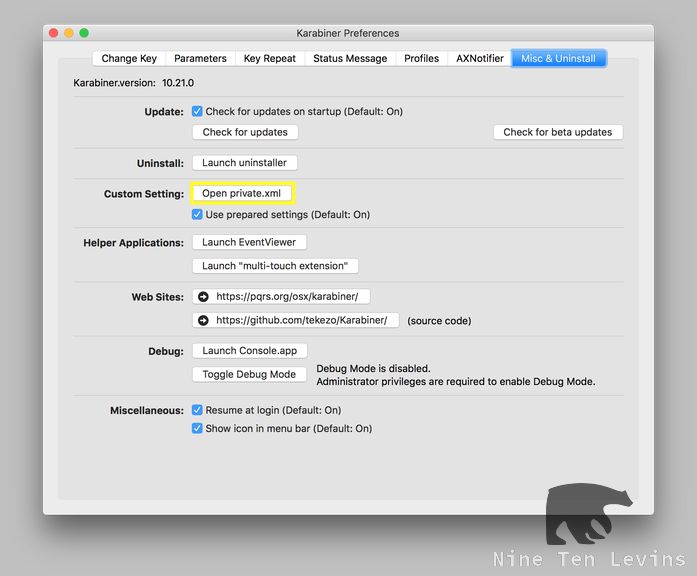 Karabiner Preferences
Change Key Parameters Key Repeat Status Message Profiles AXNotifier Misc & Uninstall
Karabiner.version: 10.21.0
Update: Check for updates on startup (Default: On)
Check for updates Check for beta updates
Uninstall: Launch uninstaller
Custom Setting: Open private.xml
Use prepared settings (Default: On)
Helper Applications: Launch EventViewer
Launch "multi-touch extension"
Web Sites: https://pqrs.org/osx/karabiner/
https://github.com/tekezo/Karabiner/ (source code)
Debug: Launch Console.app
Toggle Debug Mode Debug Mode is disabled.
Administrator privileges are required to enable Debug Mode.
Miscellaneous: Resume at login (Default: On)
Show icon in menu bar (Default: On)
Nine Ten Levins